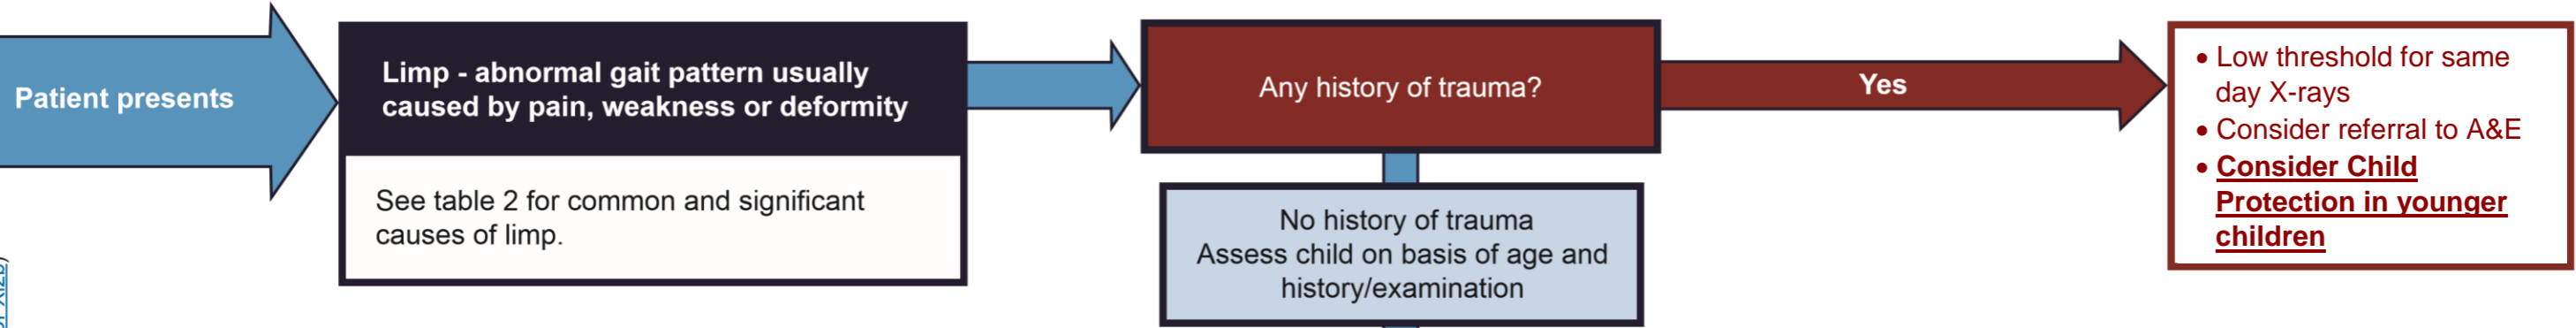 Patient presents
Limp - abnormal gait pattern usually
caused by pain, weakness or deformity
See table 2 for common and significant
causes of limp.
Any history of trauma?
Yes
• Low threshold for same
day X-rays
• Consider referral to A&E
• Consider Child
Protection in younger
children
No history of trauma
Assess child on basis of age and
history/examination